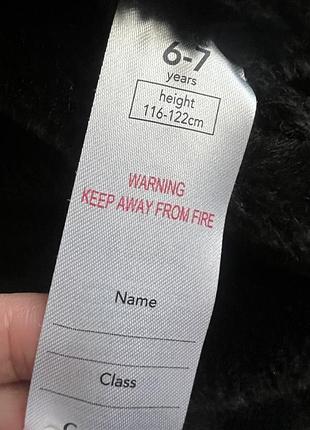 6-7
years
height
116-122cm
WARNING
KEEP AWAY FROM FIRE
Name
Class